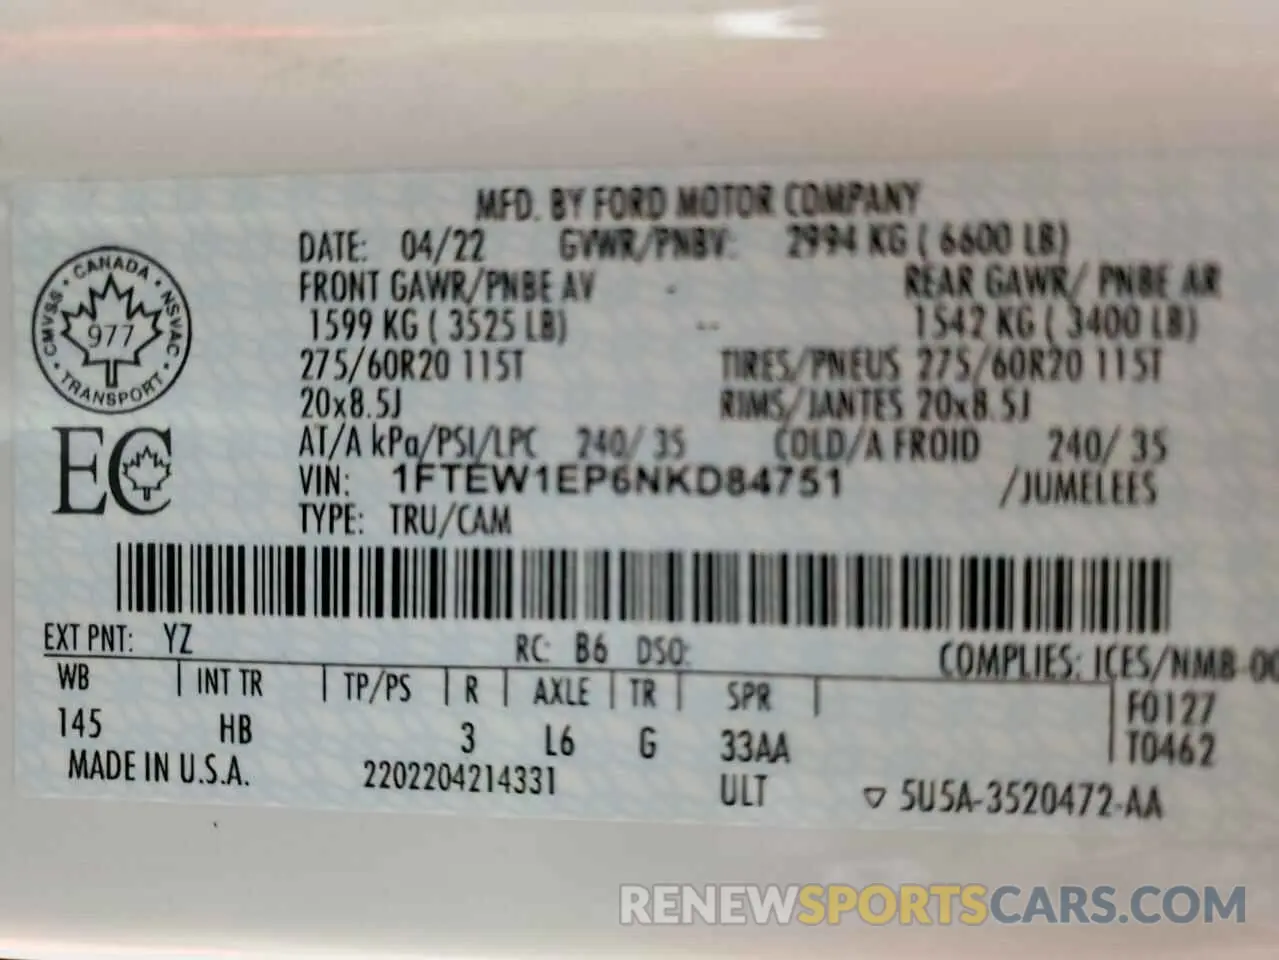 MFD. BY FORD MOTOR COMPANY
DATE: 04/22 GVWR/PNBV: 2994 KG ( 6600 LB)
FRONT GAWR/PNBE AV - REAR GAWR/ PNBE AR
1599 KG ( 3525 LB) -- 1542 KG ( 3400 LB)
275/60R20 115T TIRES/PNEUS 275/60R20 115T
20x8.5J RIMS/JANTES 20x8.5J
AT/A kPa/PSI/LPC 240/ 35 COLD/A FROID 240/ 35
VIN: 1FTEW1EP6NKD84751 /JUMELEES
TYPE: TRU/CAM
CANADA
CMVSS NSVAC
977
TRANSPORT
EC
EXT PNT: YZ RC: B6 DSO:
COMPLIES: ICES/NMB-00
WB | INT TR | TP/PS | R | AXLE | TR | SPR | F0127
145 HB 3 L6 G 33AA | T0462
MADE IN U.S.A. 2202204214331 ULT ▽ 5U5A-3520472-AA
RENEWSPORTSCARS.COM